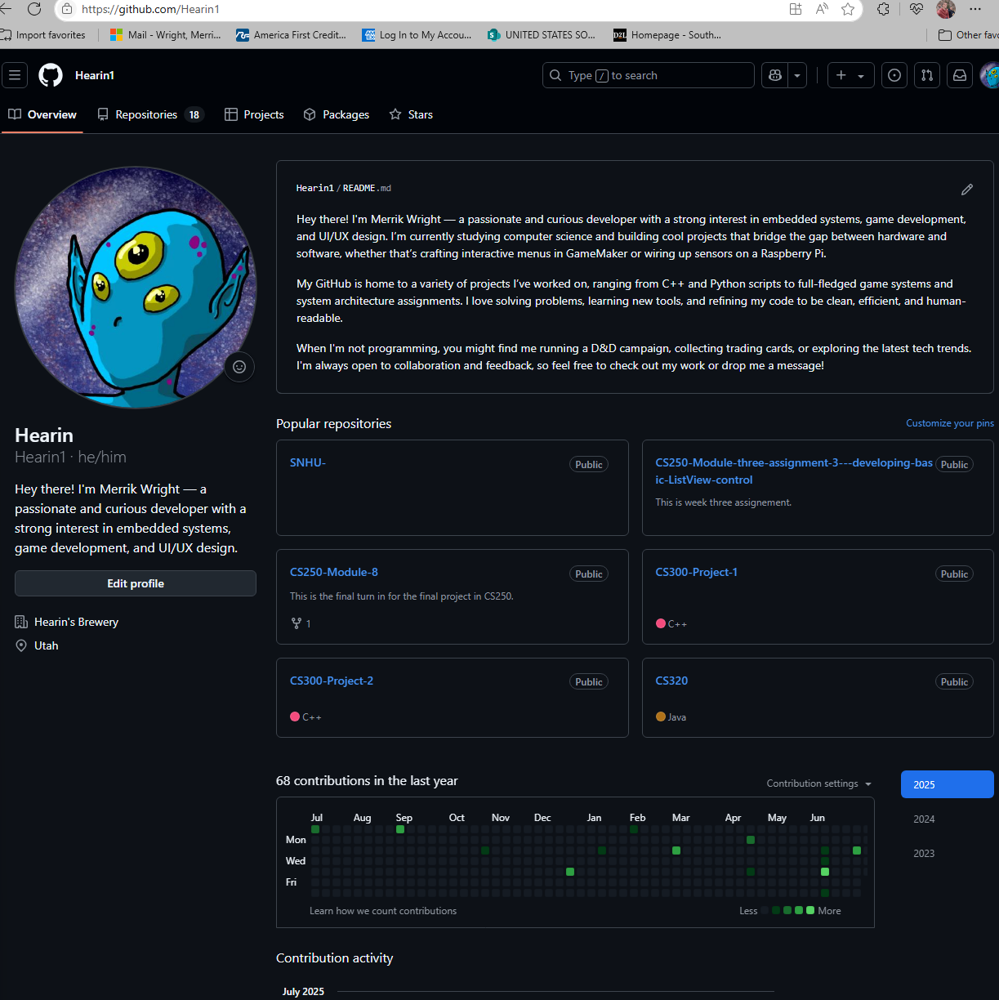 https://github.com/Hearin1
Import favorites
Mail - Wright, Merri...
America First Credit...
Log In to My Accou...
UNITED STATES SO...
D2L
Homepage - South...
Other favo
Hearin1
Type / to search
Overview
Repositories 18
Projects
Packages
Stars
Hearin1/README.md
Hey there! I'm Merrik Wright — a passionate and curious developer with a strong interest in embedded systems, game development,
and UI/UX design. I’m currently studying computer science and building cool projects that bridge the gap between hardware and
software, whether that’s crafting interactive menus in GameMaker or wiring up sensors on a Raspberry Pi.
My GitHub is home to a variety of projects I’ve worked on, ranging from C++ and Python scripts to full-fledged game systems and
system architecture assignments. I love solving problems, learning new tools, and refining my code to be clean, efficient, and human-
readable.
When I'm not programming, you might find me running a D&D campaign, collecting trading cards, or exploring the latest tech trends.
I'm always open to collaboration and feedback, so feel free to check out my work or drop me a message!
Hearin
Hearin1 · he/him
Hey there! I'm Merrik Wright — a
passionate and curious developer with a
strong interest in embedded systems,
game development, and UI/UX design.
Edit profile
Hearin's Brewery
Utah
Popular repositories
Customize your pins
SNHU-
Public
CS250-Module-three-assignment-3---developing-bas
ic-ListView-control
Public
This is week three assignement.
CS250-Module-8
Public
This is the final turn in for the final project in CS250.
1
CS300-Project-1
Public
C++
CS300-Project-2
Public
C++
CS320
Public
Java
68 contributions in the last year
Contribution settings
2025
2024
2023
Jul Aug Sep Oct Nov Dec Jan Feb Mar Apr May Jun
Mon
Wed
Fri
Learn how we count contributions
Less
More
Contribution activity
July 2025